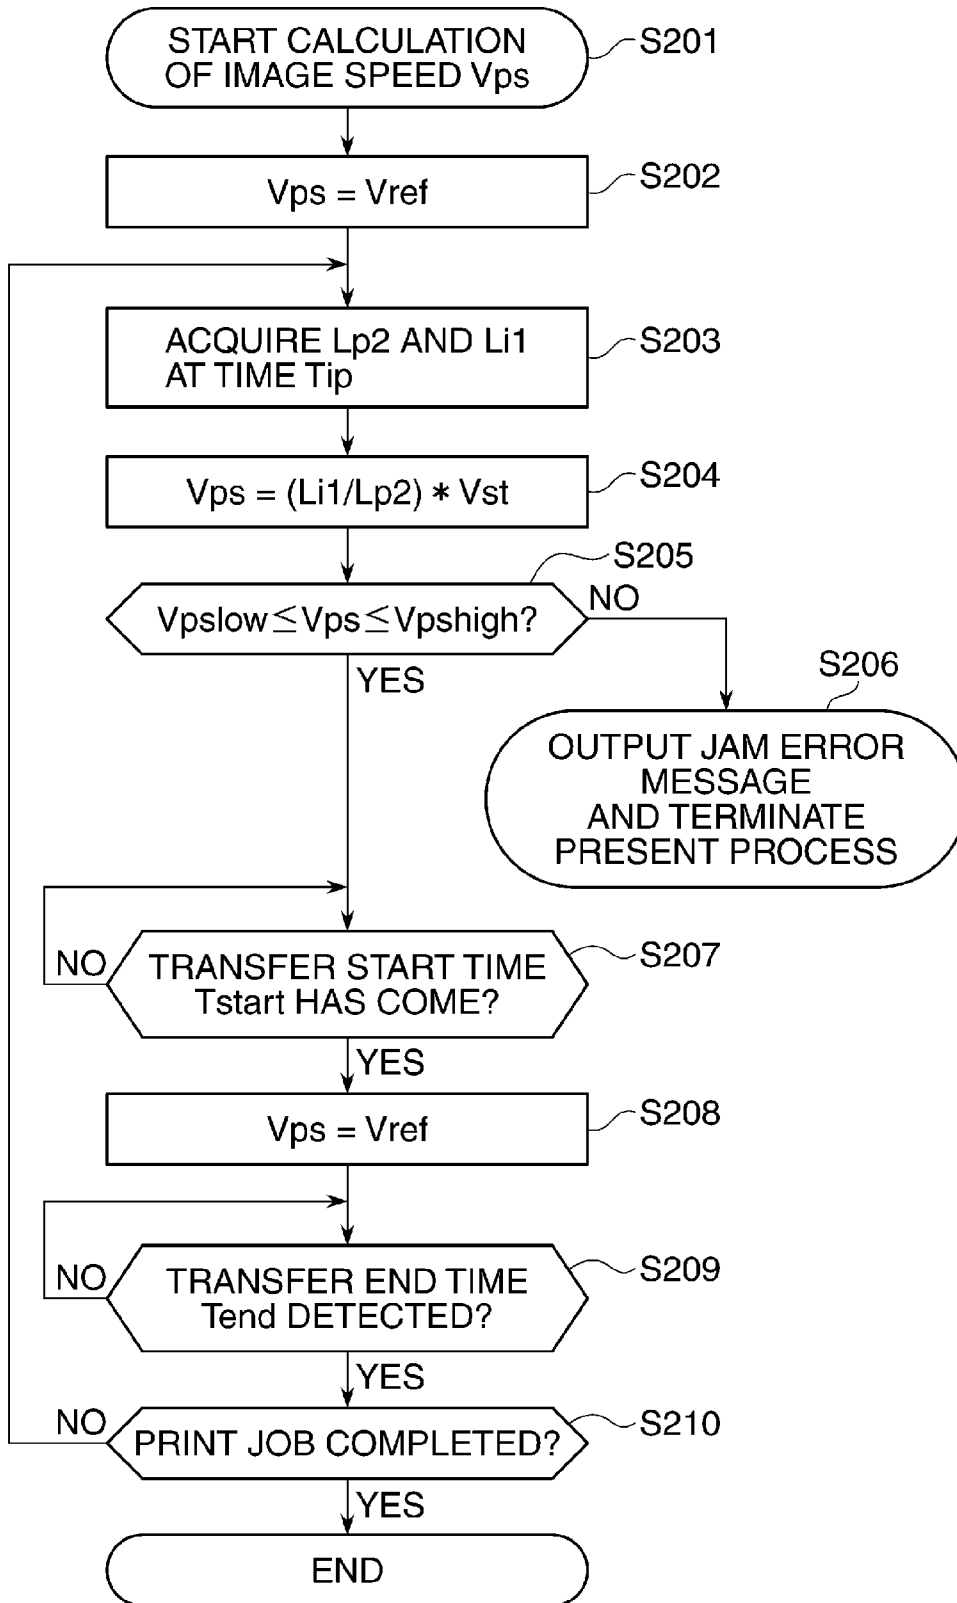 START CALCULATION
OF IMAGE SPEED Vps
S201
Vps = Vref
S202
ACQUIRE Lp2 AND Li1
AT TIME Tip
S203
Vps = (Li1/Lp2) * Vst
S204
S205
Vpslow≦Vps≦Vpshigh?
NO
YES
S206
OUTPUT JAM ERROR
MESSAGE
AND TERMINATE
PRESENT PROCESS
S207
NO
TRANSFER START TIME
Tstart HAS COME?
YES
Vps = Vref
S208
S209
NO
TRANSFER END TIME
Tend DETECTED?
YES
NO
PRINT JOB COMPLETED?
S210
YES
END